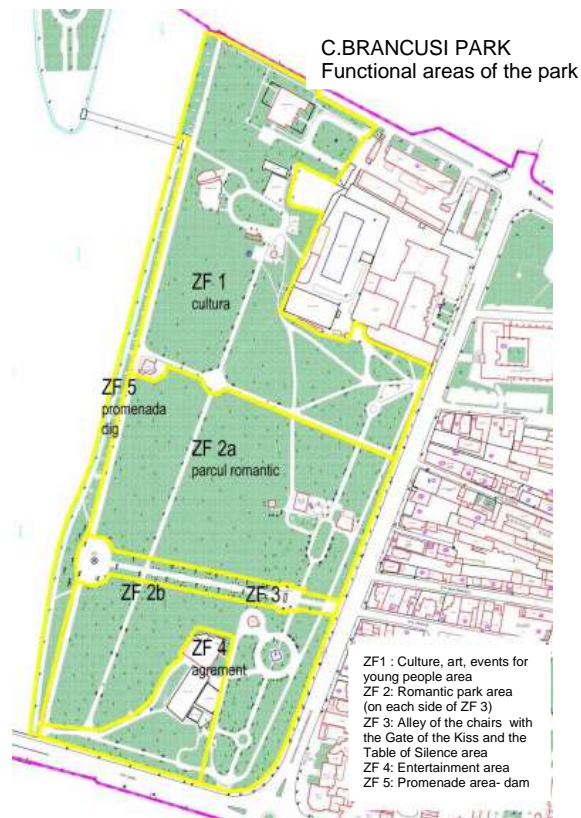 C.BRANCUSI PARK
Functional areas of the park
ZF 1
cultura
ZF 5
promenada
dig
ZF 2a
parcul romantic
ZF 2b
ZF 3
ZF 4
agrement
ZF1 : Culture, art, events for
young people area
ZF 2: Romantic park area
(on each side of ZF 3)
ZF 3: Alley of the chairs with
the Gate of the Kiss and the
Table of Silence area
ZF 4: Entertainment area
ZF 5: Promenade area- dam